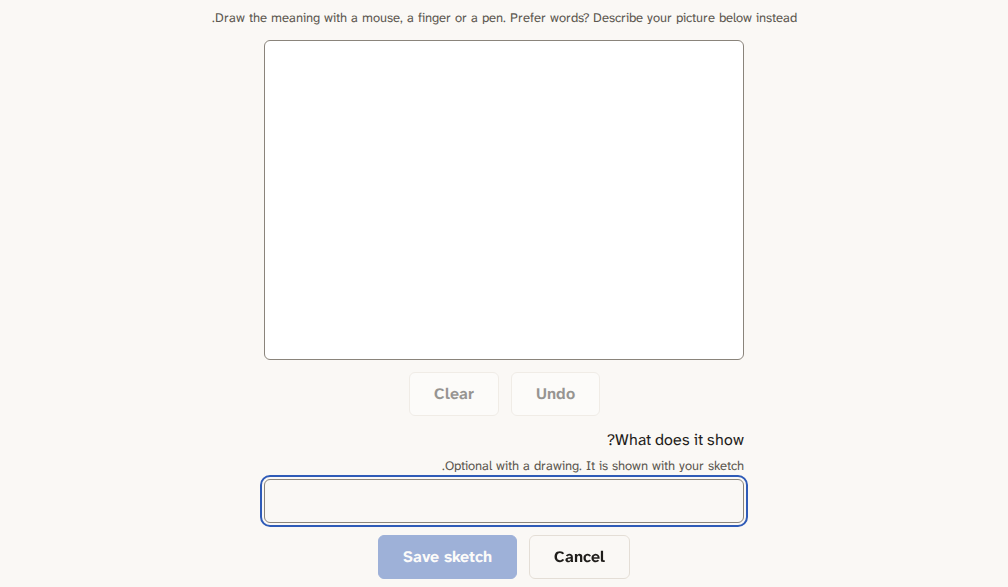 .Draw the meaning with a mouse, a finger or a pen. Prefer words? Describe your picture below instead
Clear Undo
?What does it show
.Optional with a drawing. It is shown with your sketch
Save sketch Cancel